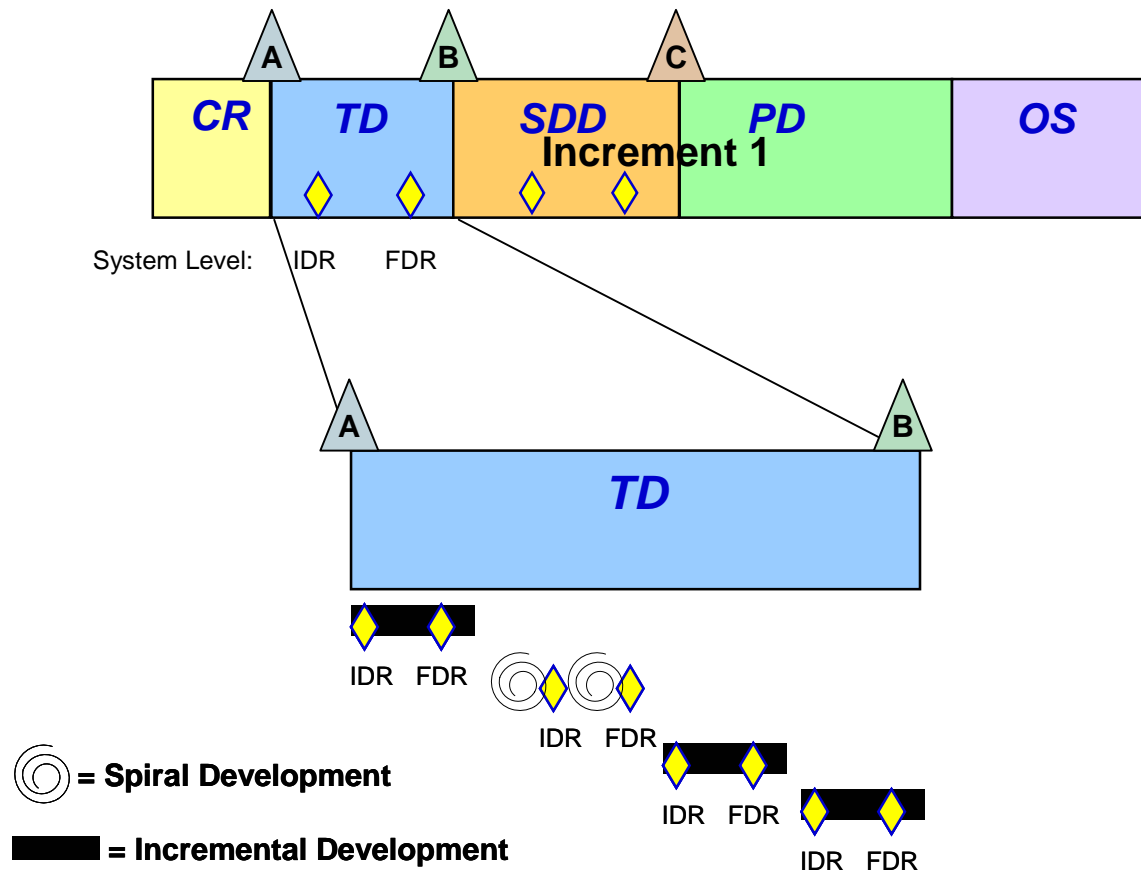 A B C
CR TD SDD PD OS
Increment 1
System Level: IDR FDR
A B
TD
IDR FDR
IDR FDR
= Spiral Development
IDR FDR
= Incremental Development
IDR FDR